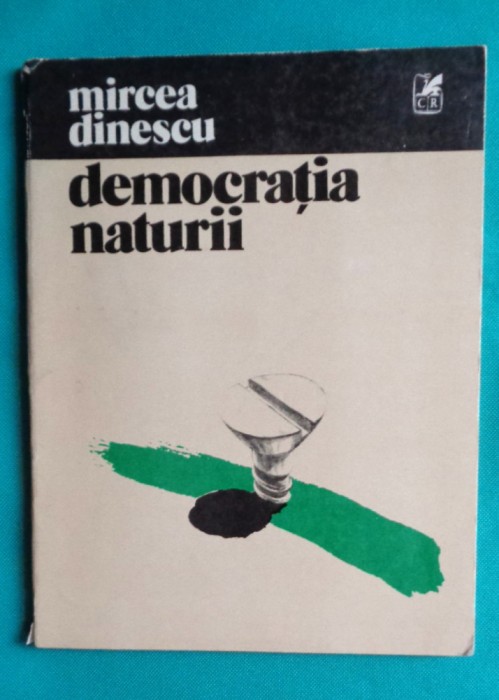 mircea
dinescu
CR
democrația
naturii